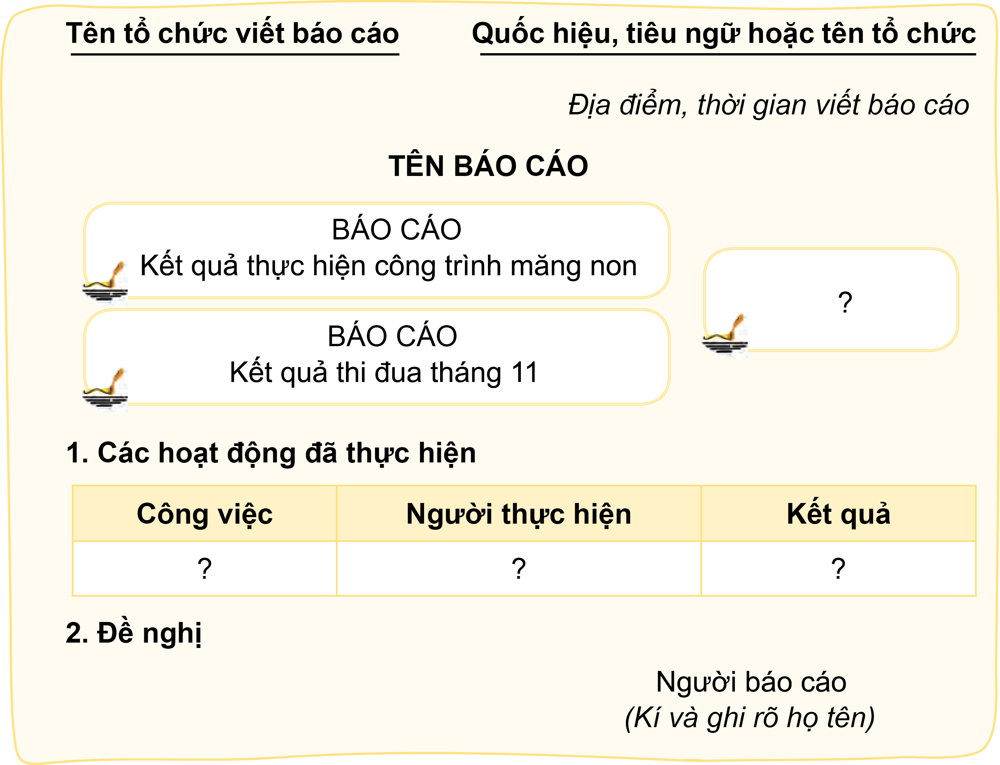 Tên tổ chức viết báo cáo
Quốc hiệu, tiêu ngữ hoặc tên tổ chức
Địa điểm, thời gian viết báo cáo
TÊN BÁO CÁO
BÁO CÁO
Kết quả thực hiện công trình măng non
BÁO CÁO
Kết quả thi đua tháng 11
?
1. Các hoạt động đã thực hiện
Công việc Người thực hiện Kết quả
? ? ?
2. Đề nghị
Người báo cáo
(Kí và ghi rõ họ tên)